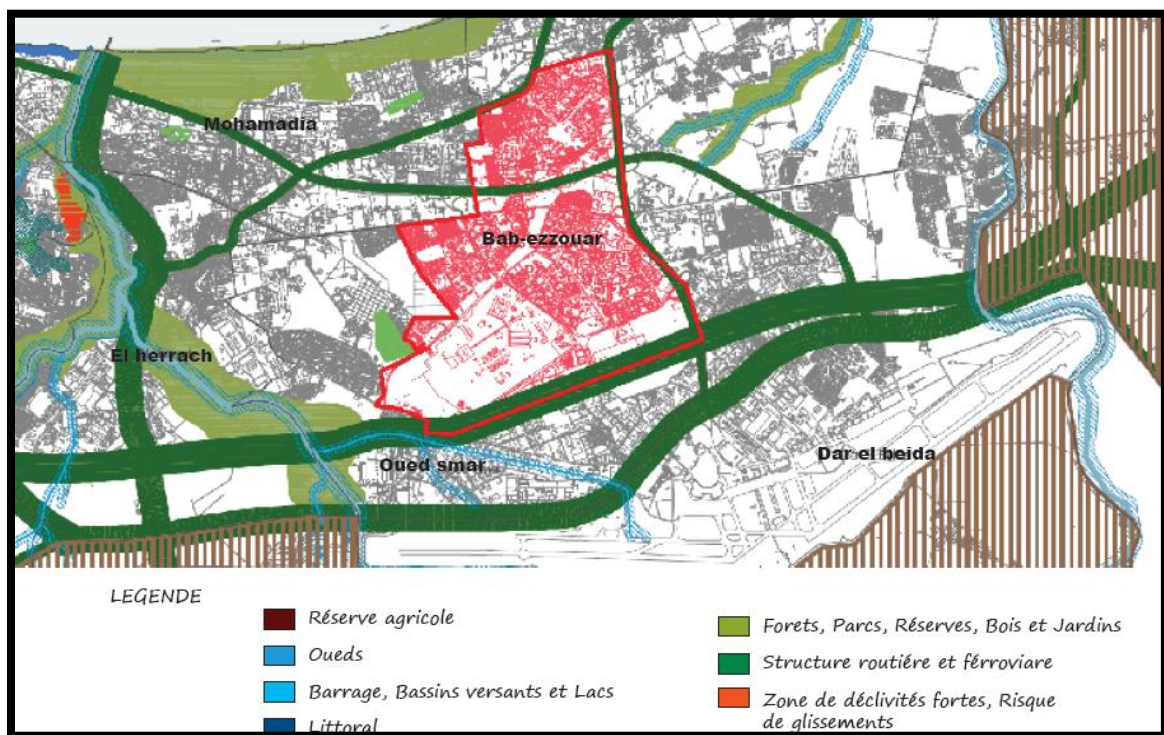 Mohamadia
Bab-ezzouar
El herrach
Dar el beida
Oued smar
LEGENDE
Réserve agricole
Oueds
Barrage, Bassins versants et Lacs
Littoral
Forets, Parcs, Réserves, Bois et Jardins
Structure routiére et férroviare
Zone de déclivités fortes, Risque
de glissements